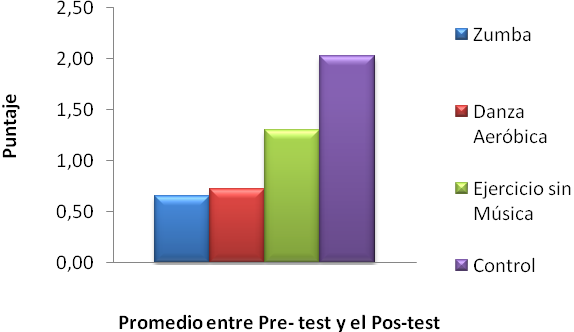 2,50
2,00
1,50
1,00
0,50
0,00
Puntaje
Zumba
Danza
Aeróbica
Ejercicio sin
Música
Control
Promedio entre Pre- test y el Pos-test